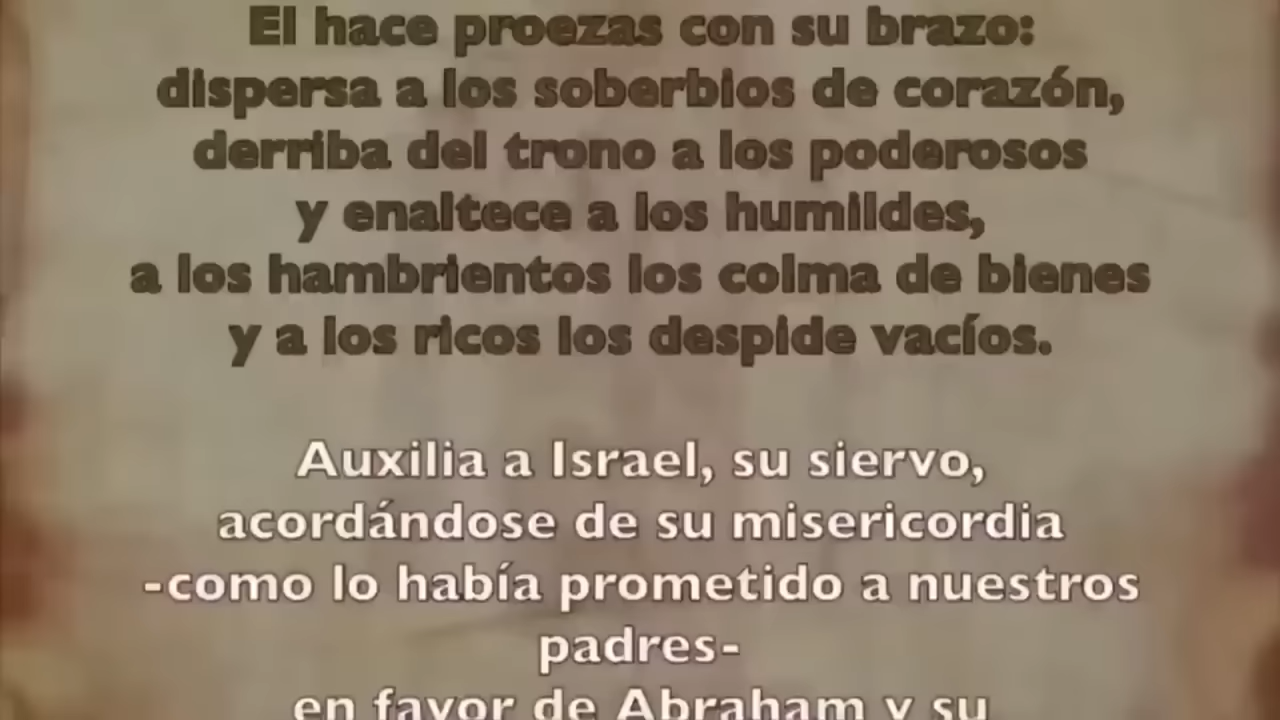 El hace proezas con su brazo:
dispersa a los soberbios de corazón,
derriba del trono a los poderosos
y enaltece a los humildes,
a los hambrientos los colma de bienes
y a los ricos los despide vacíos.
Auxilia a Israel, su siervo,
acordándose de su misericordia
-como lo había prometido a nuestros
padres-
en favor de Abraham y su